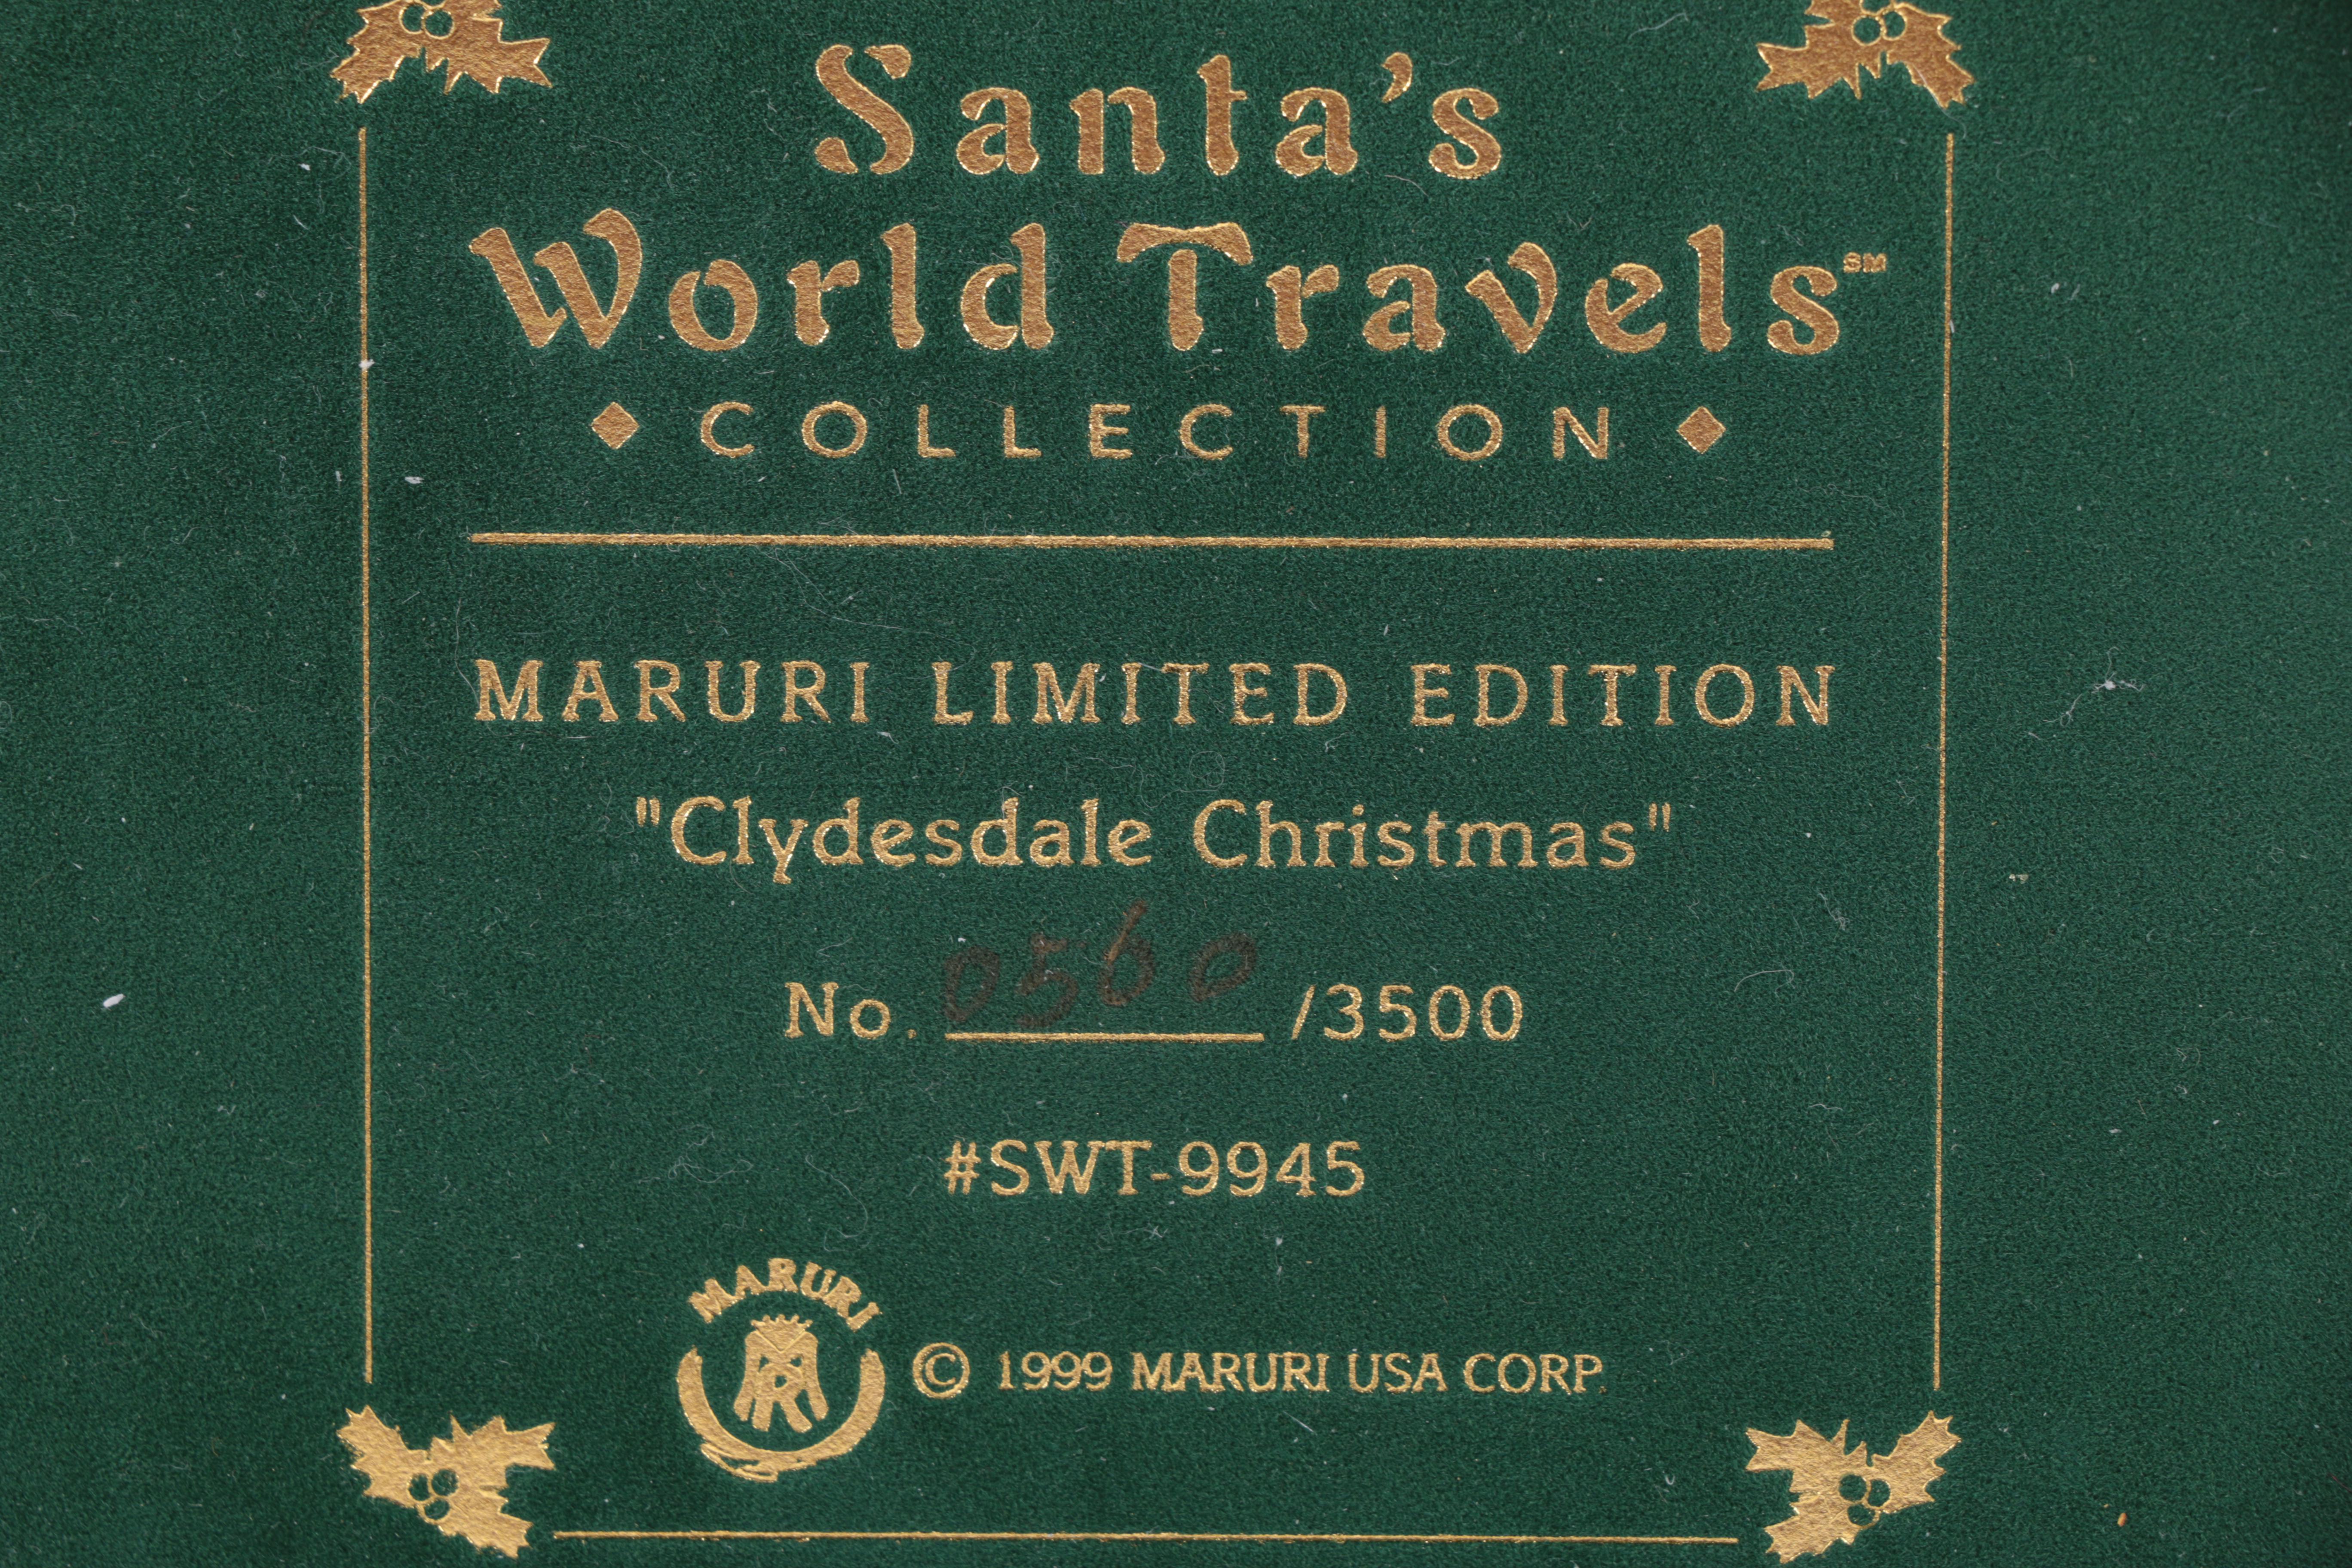 Santa's
World Travels℠
COLLECTION
MARURI LIMITED EDITION
"Clydesdale Christmas"
No. 0560 /3500
#SWT-9945
MARURI
© 1999 MARURI USA CORP.